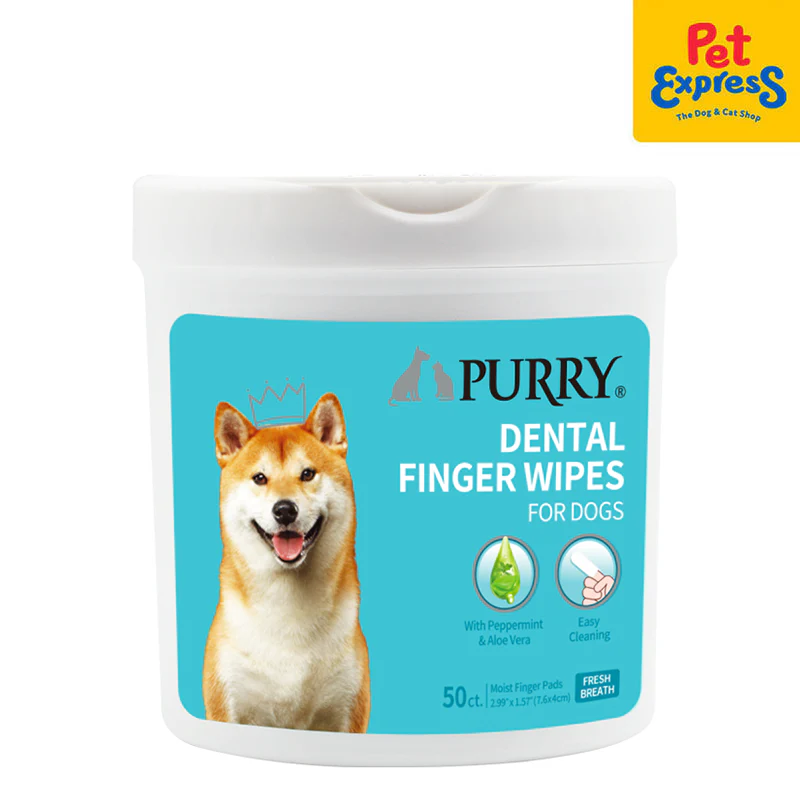 Pet
Express
The Dog & Cat Shop
PURRY®
DENTAL
FINGER WIPES
FOR DOGS
With Peppermint
& Aloe Vera
Easy
Cleaning
50ct.
Moist Finger Pads
2.99"x1.57"(7.6x4cm)
FRESH
BREATH